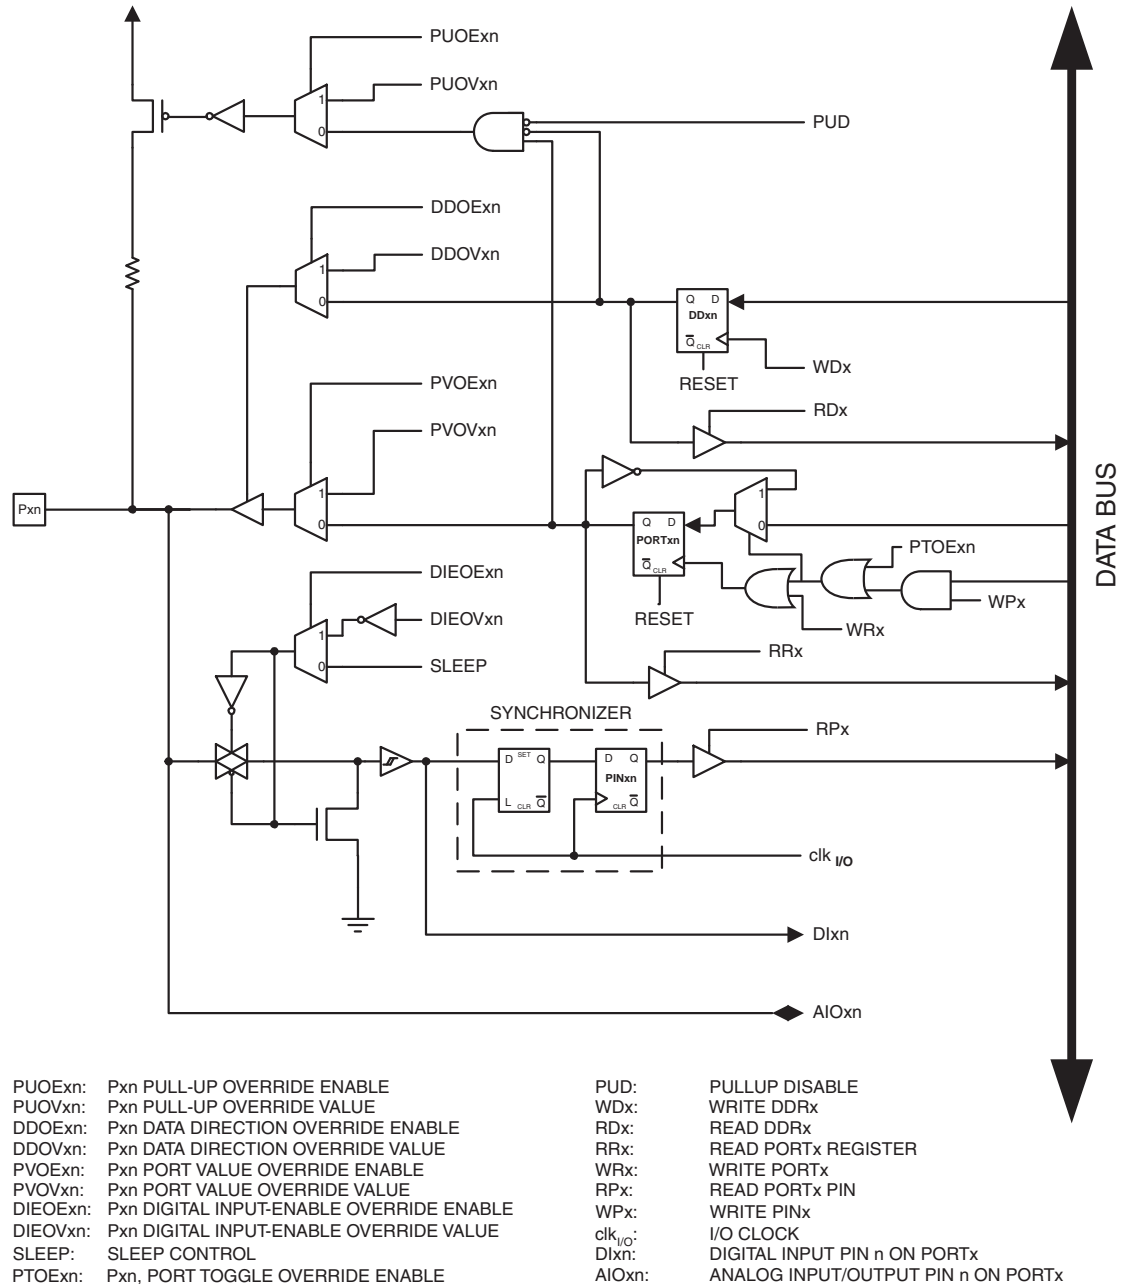 PUOExn
PUOVxn
1
0
PUD
DDOExn
DDOVxn
1
0
Q D
DDxn
Q CLR
WDx
RESET
RDx
PVOExn
PVOVxn
1
0
Pxn
1
0
Q D
PORTxn
Q CLR
RESET
PTOExn
WPx
WRx
RRx
DATA BUS
DIEOExn
DIEOVxn
1
0
SLEEP
SYNCHRONIZER
RPx
D SET Q
L CLR Q
D Q
PINxn
CLR Q
clk I/O
DIxn
AIOxn
PUOExn: Pxn PULL-UP OVERRIDE ENABLE
PUOVxn: Pxn PULL-UP OVERRIDE VALUE
DDOExn: Pxn DATA DIRECTION OVERRIDE ENABLE
DDOVxn: Pxn DATA DIRECTION OVERRIDE VALUE
PVOExn: Pxn PORT VALUE OVERRIDE ENABLE
PVOVxn: Pxn PORT VALUE OVERRIDE VALUE
DIEOExn: Pxn DIGITAL INPUT-ENABLE OVERRIDE ENABLE
DIEOVxn: Pxn DIGITAL INPUT-ENABLE OVERRIDE VALUE
SLEEP: SLEEP CONTROL
PTOExn: Pxn, PORT TOGGLE OVERRIDE ENABLE
PUD: PULLUP DISABLE
WDx: WRITE DDRx
RDx: READ DDRx
RRx: READ PORTx REGISTER
WRx: WRITE PORTx
RPx: READ PORTx PIN
WPx: WRITE PINx
clkI/O: I/O CLOCK
DIxn: DIGITAL INPUT PIN n ON PORTx
AIOxn: ANALOG INPUT/OUTPUT PIN n ON PORTx